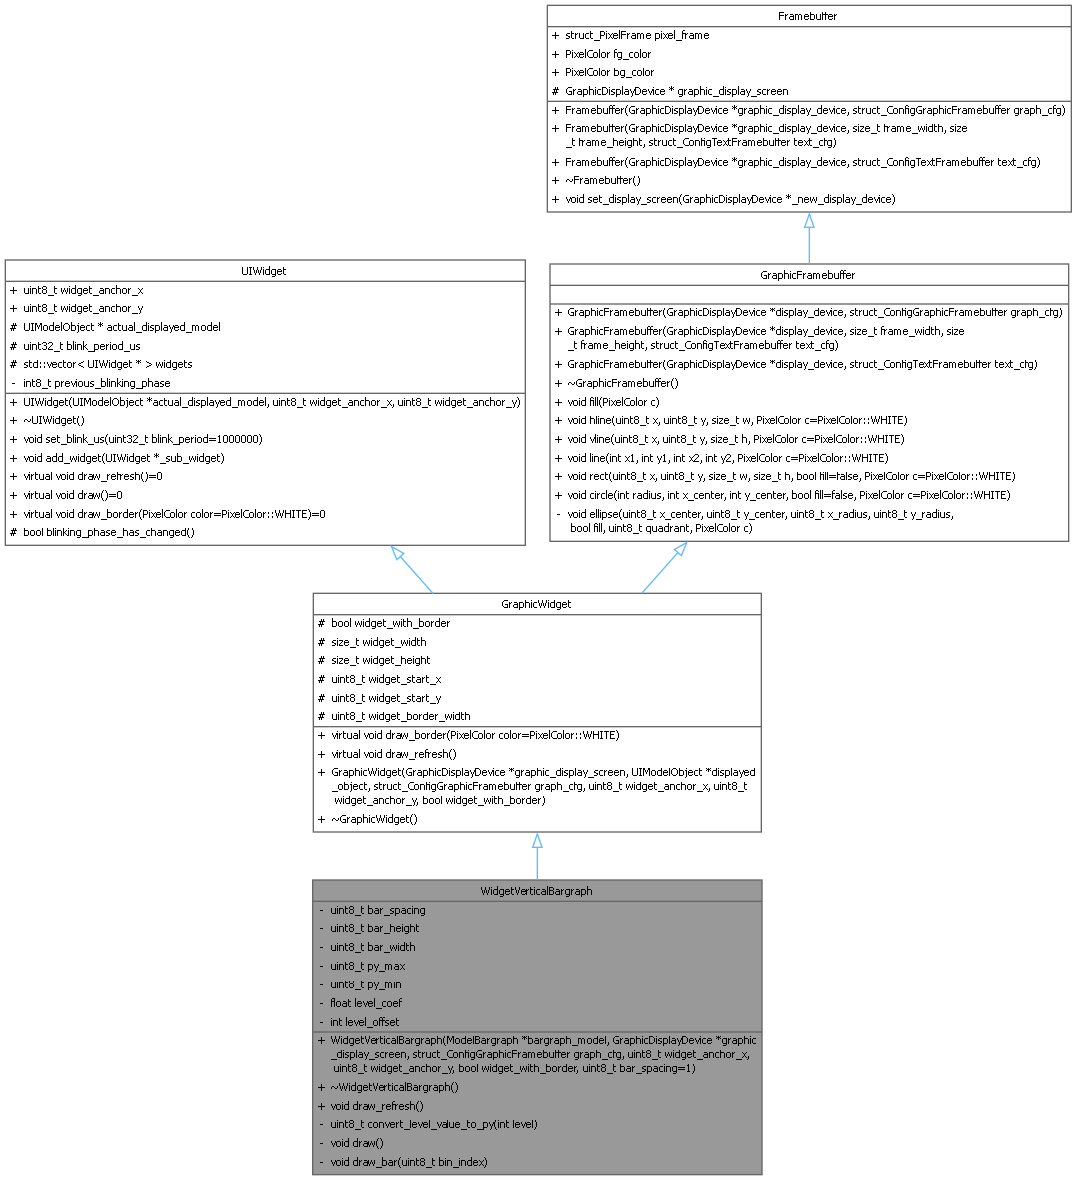 Framebuffer
+ struct_PixelFrame pixel_frame
+ PixelColor fg_color
+ PixelColor bg_color
# GraphicDisplayDevice * graphic_display_screen
+ Framebuffer(GraphicDisplayDevice *graphic_display_device, struct_ConfigGraphicFramebuffer graph_cfg)
+ Framebuffer(GraphicDisplayDevice *graphic_display_device, size_t frame_width, size
_t frame_height, struct_ConfigTextFramebuffer text_cfg)
+ Framebuffer(GraphicDisplayDevice *graphic_display_device, struct_ConfigTextFramebuffer text_cfg)
+ ~Framebuffer()
+ void set_display_screen(GraphicDisplayDevice *_new_display_device)
UIWidget
+ uint8_t widget_anchor_x
+ uint8_t widget_anchor_y
# UIModelObject * actual_displayed_model
# uint32_t blink_period_us
# std::vector< UIWidget * > widgets
- int8_t previous_blinking_phase
+ UIWidget(UIModelObject *actual_displayed_model, uint8_t widget_anchor_x, uint8_t widget_anchor_y)
+ ~UIWidget()
+ void set_blink_us(uint32_t blink_period=1000000)
+ void add_widget(UIWidget *_sub_widget)
+ virtual void draw_refresh()=0
+ virtual void draw()=0
+ virtual void draw_border(PixelColor color=PixelColor::WHITE)=0
# bool blinking_phase_has_changed()
GraphicFramebuffer
+ GraphicFramebuffer(GraphicDisplayDevice *display_device, struct_ConfigGraphicFramebuffer graph_cfg)
+ GraphicFramebuffer(GraphicDisplayDevice *display_device, size_t frame_width, size
_t frame_height, struct_ConfigTextFramebuffer text_cfg)
+ GraphicFramebuffer(GraphicDisplayDevice *display_device, struct_ConfigTextFramebuffer text_cfg)
+ ~GraphicFramebuffer()
+ void fill(PixelColor c)
+ void hline(uint8_t x, uint8_t y, size_t w, PixelColor c=PixelColor::WHITE)
+ void vline(uint8_t x, uint8_t y, size_t h, PixelColor c=PixelColor::WHITE)
+ void line(int x1, int y1, int x2, int y2, PixelColor c=PixelColor::WHITE)
+ void rect(uint8_t x, uint8_t y, size_t w, size_t h, bool fill=false, PixelColor c=PixelColor::WHITE)
+ void circle(int radius, int x_center, int y_center, bool fill=false, PixelColor c=PixelColor::WHITE)
- void ellipse(uint8_t x_center, uint8_t y_center, uint8_t x_radius, uint8_t y_radius,
bool fill, uint8_t quadrant, PixelColor c)
GraphicWidget
# bool widget_with_border
# size_t widget_width
# size_t widget_height
# uint8_t widget_start_x
# uint8_t widget_start_y
# uint8_t widget_border_width
+ virtual void draw_border(PixelColor color=PixelColor::WHITE)
+ virtual void draw_refresh()
+ GraphicWidget(GraphicDisplayDevice *graphic_display_screen, UIModelObject *displayed
_object, struct_ConfigGraphicFramebuffer graph_cfg, uint8_t widget_anchor_x, uint8_t
widget_anchor_y, bool widget_with_border)
+ ~GraphicWidget()
WidgetVerticalBargraph
- uint8_t bar_spacing
- uint8_t bar_height
- uint8_t bar_width
- uint8_t py_max
- uint8_t py_min
- float level_coef
- int level_offset
+ WidgetVerticalBargraph(ModelBargraph *bargraph_model, GraphicDisplayDevice *graphic
_display_screen, struct_ConfigGraphicFramebuffer graph_cfg, uint8_t widget_anchor_x,
uint8_t widget_anchor_y, bool widget_with_border, uint8_t bar_spacing=1)
+ ~WidgetVerticalBargraph()
+ void draw_refresh()
- uint8_t convert_level_value_to_py(int level)
- void draw()
- void draw_bar(uint8_t bin_index)